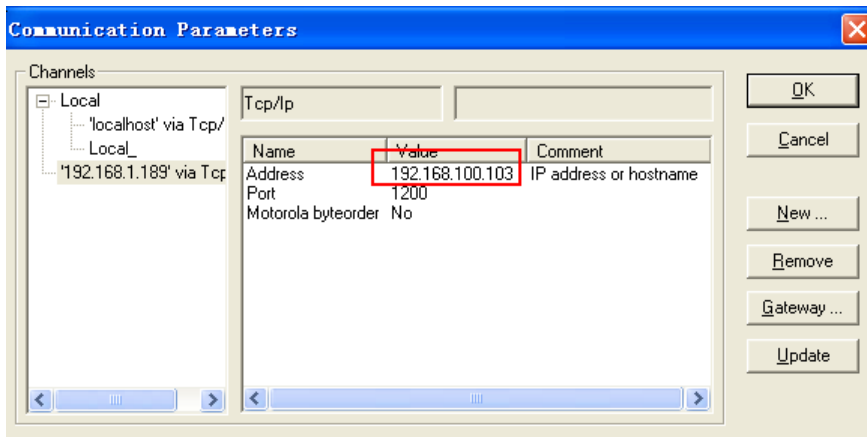 Communication Parameters
Channels
Local
'localhost' via Tcp/
Local_
'192.168.1.189' via Tcp
Tcp/Ip
Name Value Comment
Address 192.168.100.103 IP address or hostname
Port 1200
Motorola byteorder No
OK
Cancel
New ...
Remove
Gateway ...
Update